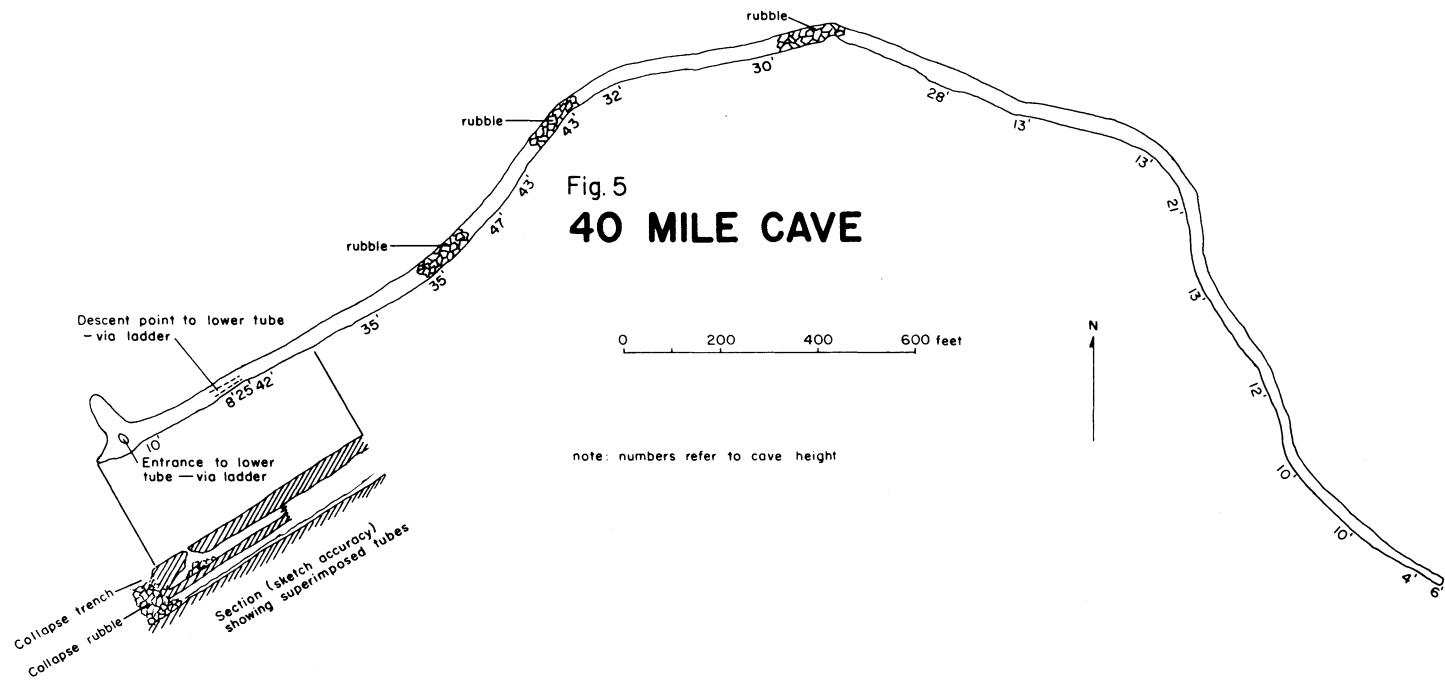 rubble
30'
28'
13'
13'
21'
13'
12'
10'
10'
4'
6'
rubble
43'
32'
43'
47'
Fig. 5
40 MILE CAVE
rubble
35'
35'
0 200 400 600 feet
N
Descent point to lower tube
– via ladder
8' 25' 42'
10'
Entrance to lower
tube — via ladder
note: numbers refer to cave height
Section (sketch accuracy)
showing superimposed tubes
Collapse trench
Collapse rubble